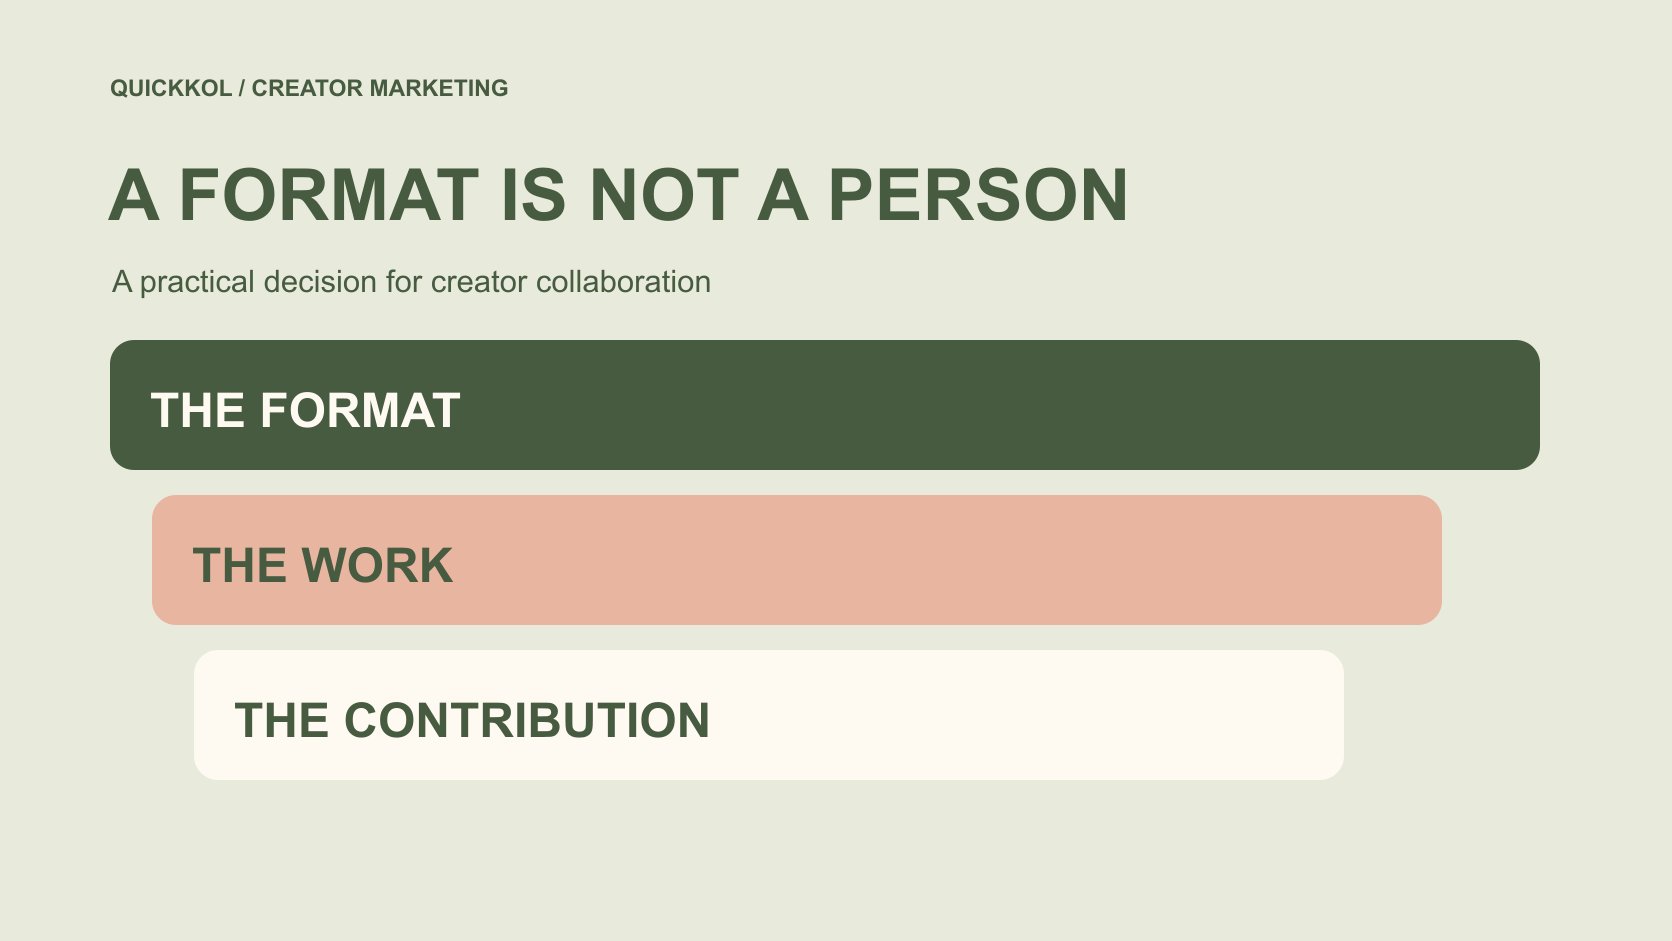 QUICKKOL / CREATOR MARKETING
A FORMAT IS NOT A PERSON
A practical decision for creator collaboration
THE FORMAT
THE WORK
THE CONTRIBUTION